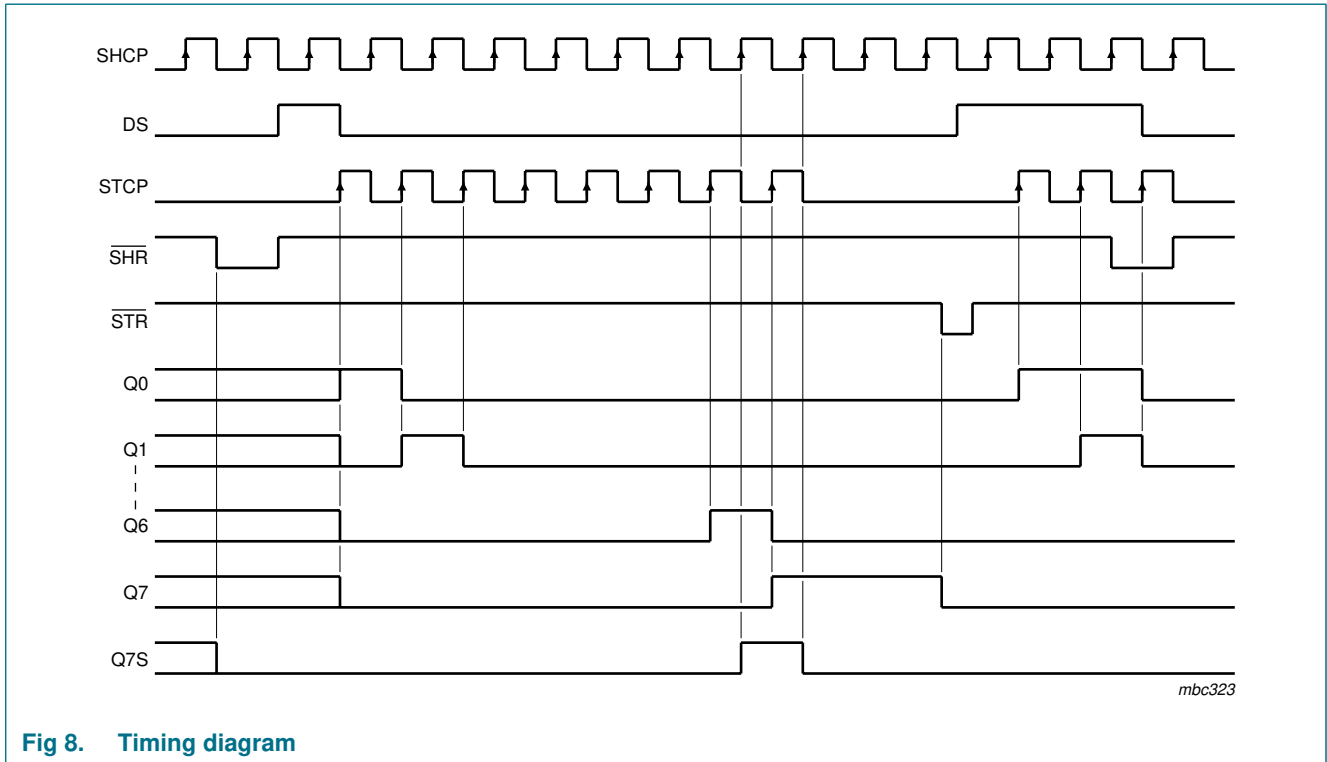 SHCP
DS
STCP
SHR
STR
Q0
Q1
Q6
Q7
Q7S
mbc323
Fig 8. Timing diagram